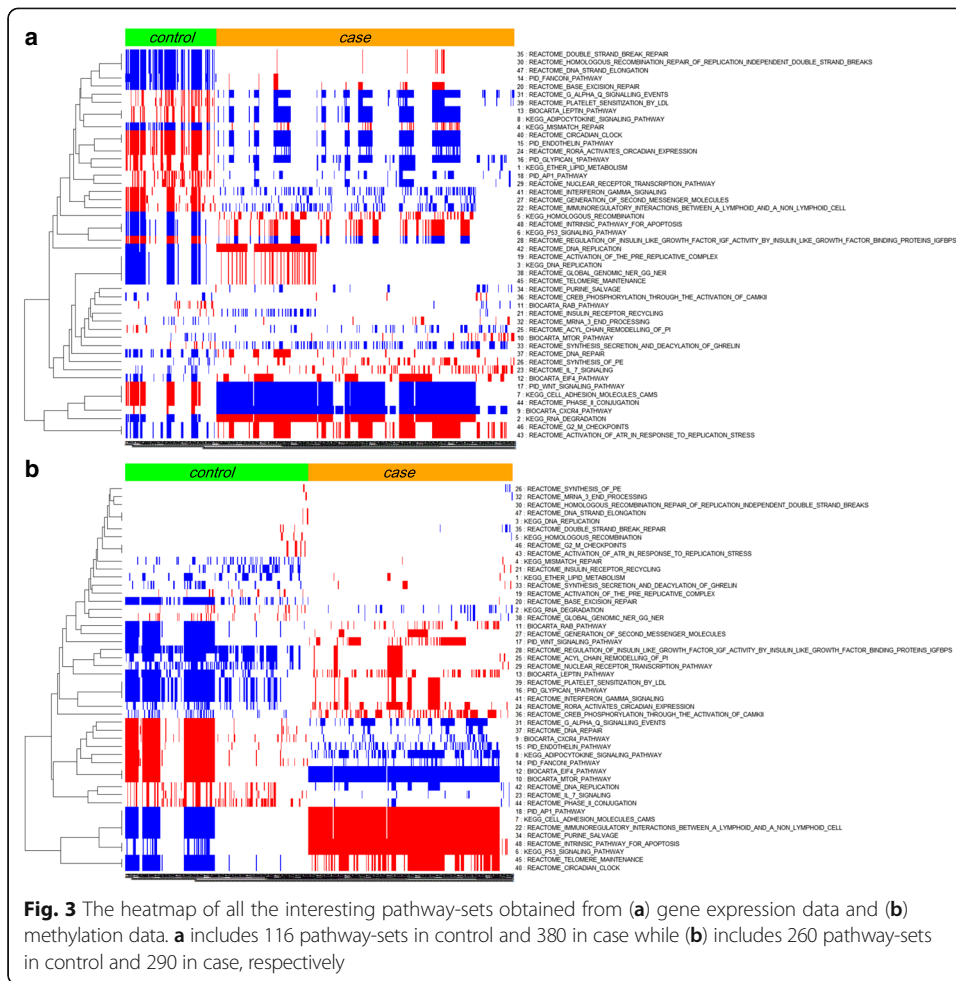 a
control case
35 : REACTOME_DOUBLE_STRAND_BREAK_REPAIR
30 : REACTOME_HOMOLOGOUS_RECOMBINATION_REPAIR_OF_REPLICATION_INDEPENDENT_DOUBLE_STRAND_BREAKS
47 : REACTOME_DNA_STRAND_ELONGATION
14 : PID_FANCONI_PATHWAY
20 : REACTOME_BASE_EXCISION_REPAIR
31 : REACTOME_G_ALPHA_Q_SIGNALLING_EVENTS
39 : REACTOME_PLATELET_SENSITIZATION_BY_LDL
13 : BIOCARTA_LEPTIN_PATHWAY
8 : KEGG_ADIPOCYTOKINE_SIGNALING_PATHWAY
4 : KEGG_MISMATCH_REPAIR
40 : REACTOME_CIRCADIAN_CLOCK
15 : PID_ENDOTHELIN_PATHWAY
24 : REACTOME_RORA_ACTIVATES_CIRCADIAN_EXPRESSION
16 : PID_GLYPICAN_1PATHWAY
1 : KEGG_ETHER_LIPID_METABOLISM
18 : PID_AP1_PATHWAY
29 : REACTOME_NUCLEAR_RECEPTOR_TRANSCRIPTION_PATHWAY
41 : REACTOME_INTERFERON_GAMMA_SIGNALING
27 : REACTOME_GENERATION_OF_SECOND_MESSENGER_MOLECULES
22 : REACTOME_IMMUNOREGULATORY_INTERACTIONS_BETWEEN_A_LYMPHOID_AND_A_NON_LYMPHOID_CELL
5 : KEGG_HOMOLOGOUS_RECOMBINATION
48 : REACTOME_INTRINSIC_PATHWAY_FOR_APOPTOSIS
6 : KEGG_P53_SIGNALING_PATHWAY
28 : REACTOME_REGULATION_OF_INSULIN_LIKE_GROWTH_FACTOR_IGF_ACTIVITY_BY_INSULIN_LIKE_GROWTH_FACTOR_BINDING_PROTEINS_IGFBPS
42 : REACTOME_DNA_REPLICATION
19 : REACTOME_ACTIVATION_OF_THE_PRE_REPLICATIVE_COMPLEX
3 : KEGG_DNA_REPLICATION
38 : REACTOME_GLOBAL_GENOMIC_NER_GG_NER
45 : REACTOME_TELOMERE_MAINTENANCE
34 : REACTOME_PURINE_SALVAGE
36 : REACTOME_CREB_PHOSPHORYLATION_THROUGH_THE_ACTIVATION_OF_CAMKII
11 : BIOCARTA_RAB_PATHWAY
21 : REACTOME_INSULIN_RECEPTOR_RECYCLING
32 : REACTOME_MRNA_3_END_PROCESSING
25 : REACTOME_ACYL_CHAIN_REMODELLING_OF_PI
10 : BIOCARTA_MTOR_PATHWAY
33 : REACTOME_SYNTHESIS_SECRETION_AND_DEACYLATION_OF_GHRELIN
37 : REACTOME_DNA_REPAIR
26 : REACTOME_SYNTHESIS_OF_PE
23 : REACTOME_IL_7_SIGNALING
12 : BIOCARTA_EIF4_PATHWAY
17 : PID_WNT_SIGNALING_PATHWAY
7 : KEGG_CELL_ADHESION_MOLECULES_CAMS
44 : REACTOME_PHASE_II_CONJUGATION
9 : BIOCARTA_CXCR4_PATHWAY
2 : KEGG_RNA_DEGRADATION
46 : REACTOME_G2_M_CHECKPOINTS
43 : REACTOME_ACTIVATION_OF_ATR_IN_RESPONSE_TO_REPLICATION_STRESS
b
control case
26 : REACTOME_SYNTHESIS_OF_PE
32 : REACTOME_MRNA_3_END_PROCESSING
30 : REACTOME_HOMOLOGOUS_RECOMBINATION_REPAIR_OF_REPLICATION_INDEPENDENT_DOUBLE_STRAND_BREAKS
47 : REACTOME_DNA_STRAND_ELONGATION
3 : KEGG_DNA_REPLICATION
35 : REACTOME_DOUBLE_STRAND_BREAK_REPAIR
5 : KEGG_HOMOLOGOUS_RECOMBINATION
46 : REACTOME_G2_M_CHECKPOINTS
43 : REACTOME_ACTIVATION_OF_ATR_IN_RESPONSE_TO_REPLICATION_STRESS
4 : KEGG_MISMATCH_REPAIR
21 : REACTOME_INSULIN_RECEPTOR_RECYCLING
1 : KEGG_ETHER_LIPID_METABOLISM
33 : REACTOME_SYNTHESIS_SECRETION_AND_DEACYLATION_OF_GHRELIN
19 : REACTOME_ACTIVATION_OF_THE_PRE_REPLICATIVE_COMPLEX
20 : REACTOME_BASE_EXCISION_REPAIR
2 : KEGG_RNA_DEGRADATION
38 : REACTOME_GLOBAL_GENOMIC_NER_GG_NER
11 : BIOCARTA_RAB_PATHWAY
27 : REACTOME_GENERATION_OF_SECOND_MESSENGER_MOLECULES
17 : PID_WNT_SIGNALING_PATHWAY
28 : REACTOME_REGULATION_OF_INSULIN_LIKE_GROWTH_FACTOR_IGF_ACTIVITY_BY_INSULIN_LIKE_GROWTH_FACTOR_BINDING_PROTEINS_IGFBPS
25 : REACTOME_ACYL_CHAIN_REMODELLING_OF_PI
29 : REACTOME_NUCLEAR_RECEPTOR_TRANSCRIPTION_PATHWAY
13 : BIOCARTA_LEPTIN_PATHWAY
39 : REACTOME_PLATELET_SENSITIZATION_BY_LDL
16 : PID_GLYPICAN_1PATHWAY
41 : REACTOME_INTERFERON_GAMMA_SIGNALING
24 : REACTOME_RORA_ACTIVATES_CIRCADIAN_EXPRESSION
36 : REACTOME_CREB_PHOSPHORYLATION_THROUGH_THE_ACTIVATION_OF_CAMKII
31 : REACTOME_G_ALPHA_Q_SIGNALLING_EVENTS
37 : REACTOME_DNA_REPAIR
9 : BIOCARTA_CXCR4_PATHWAY
15 : PID_ENDOTHELIN_PATHWAY
8 : KEGG_ADIPOCYTOKINE_SIGNALING_PATHWAY
14 : PID_FANCONI_PATHWAY
12 : BIOCARTA_EIF4_PATHWAY
10 : BIOCARTA_MTOR_PATHWAY
42 : REACTOME_DNA_REPLICATION
23 : REACTOME_IL_7_SIGNALING
44 : REACTOME_PHASE_II_CONJUGATION
18 : PID_AP1_PATHWAY
7 : KEGG_CELL_ADHESION_MOLECULES_CAMS
22 : REACTOME_IMMUNOREGULATORY_INTERACTIONS_BETWEEN_A_LYMPHOID_AND_A_NON_LYMPHOID_CELL
34 : REACTOME_PURINE_SALVAGE
48 : REACTOME_INTRINSIC_PATHWAY_FOR_APOPTOSIS
6 : KEGG_P53_SIGNALING_PATHWAY
45 : REACTOME_TELOMERE_MAINTENANCE
40 : REACTOME_CIRCADIAN_CLOCK
Fig. 3 The heatmap of all the interesting pathway-sets obtained from (a) gene expression data and (b)
methylation data. a includes 116 pathway-sets in control and 380 in case while (b) includes 260 pathway-sets
in control and 290 in case, respectively